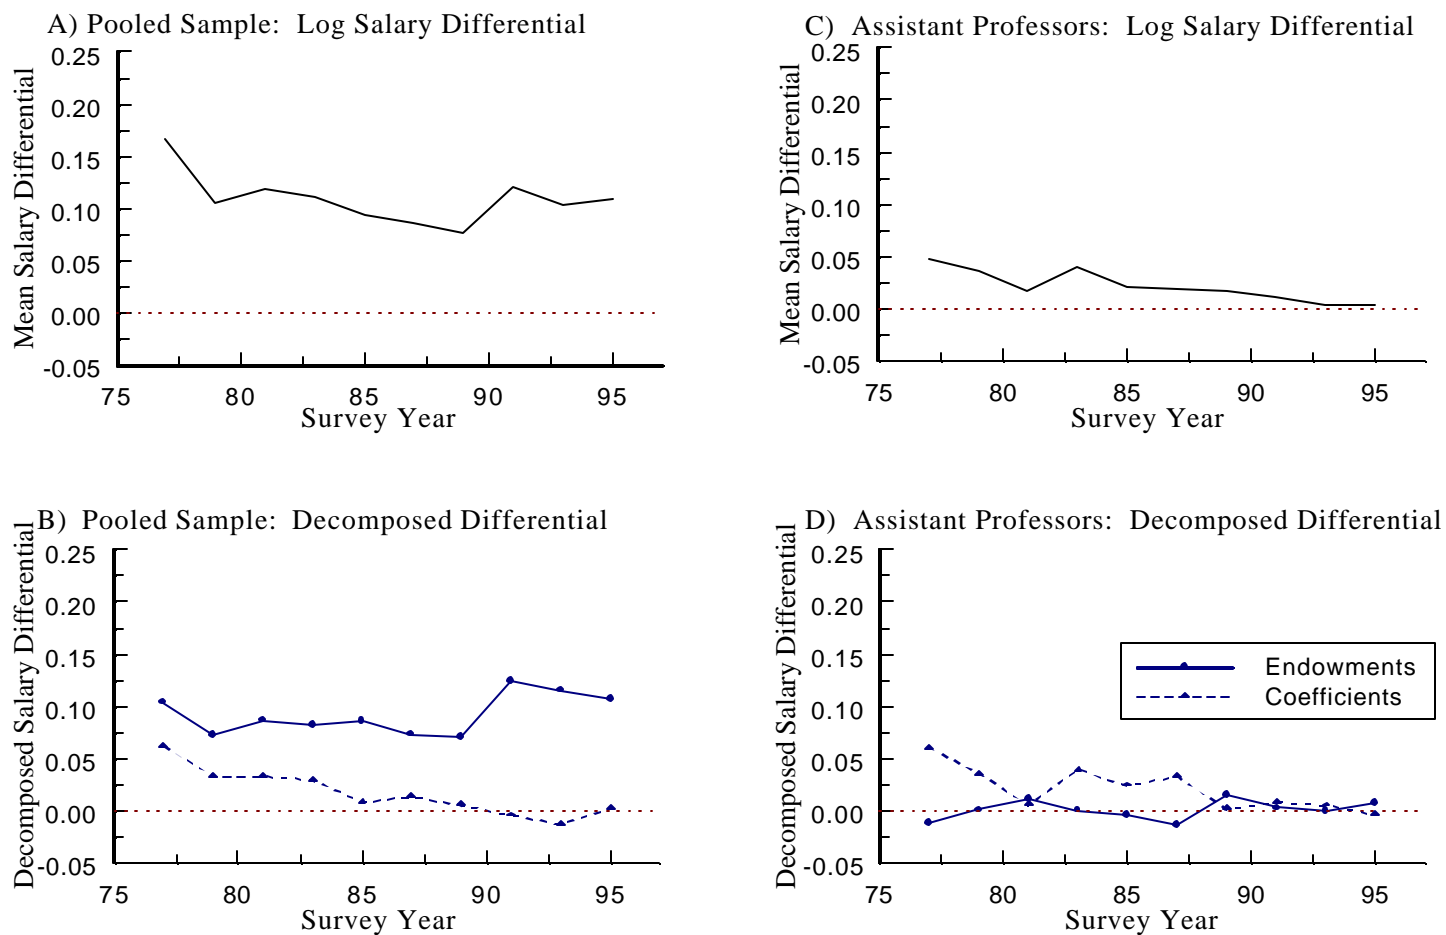 A) Pooled Sample: Log Salary Differential
Mean Salary Differential
0.25
0.20
0.15
0.10
0.05
0.00
-0.05
75 80 85 90 95
Survey Year
C) Assistant Professors: Log Salary Differential
Mean Salary Differential
0.25
0.20
0.15
0.10
0.05
0.00
-0.05
75 80 85 90 95
Survey Year
B) Pooled Sample: Decomposed Differential
Decomposed Salary Differential
0.25
0.20
0.15
0.10
0.05
0.00
-0.05
75 80 85 90 95
Survey Year
D) Assistant Professors: Decomposed Differential
Decomposed Salary Differential
0.25
0.20
0.15
0.10
0.05
0.00
-0.05
Endowments
Coefficients
75 80 85 90 95
Survey Year